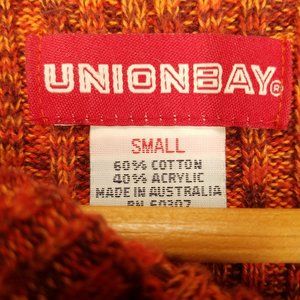 UNIONBAY®
SMALL
60% COTTON
40% ACRYLIC
MADE IN AUSTRALIA
RN 60307